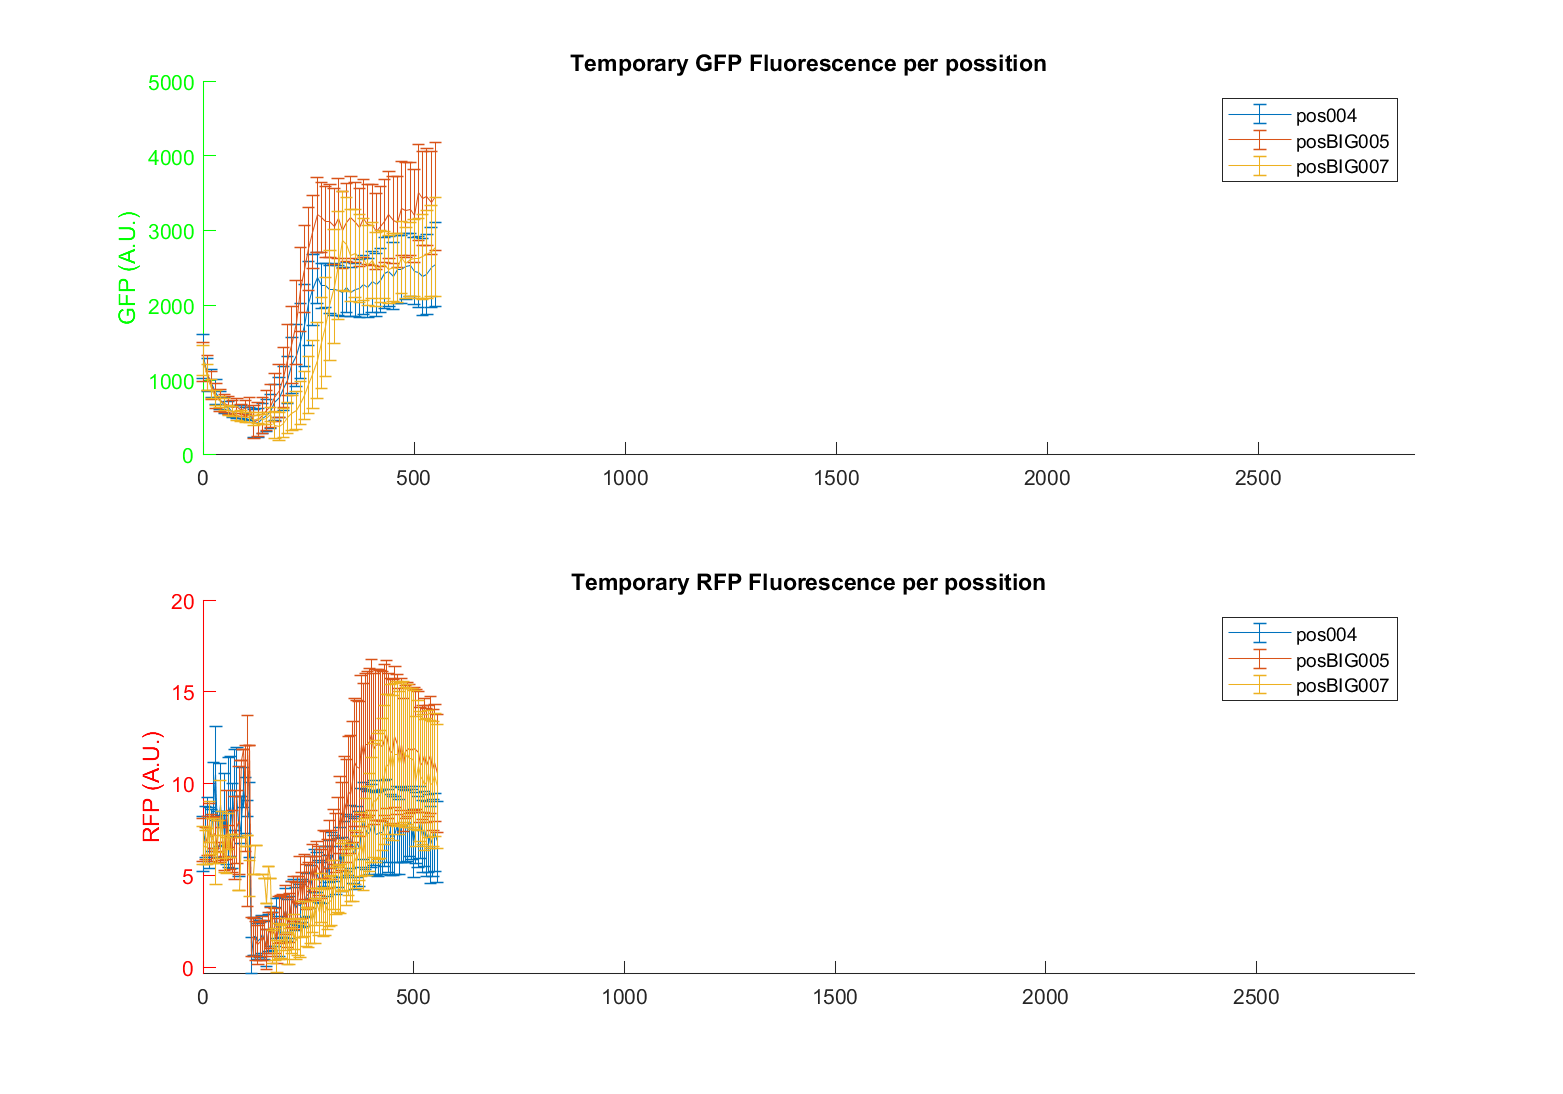 Temporary GFP Fluorescence per possition
5000
4000
3000
2000
1000
0
GFP (A.U.)
0 500 1000 1500 2000 2500
pos004
posBIG005
posBIG007
Temporary RFP Fluorescence per possition
20
15
10
5
0
RFP (A.U.)
0 500 1000 1500 2000 2500
pos004
posBIG005
posBIG007